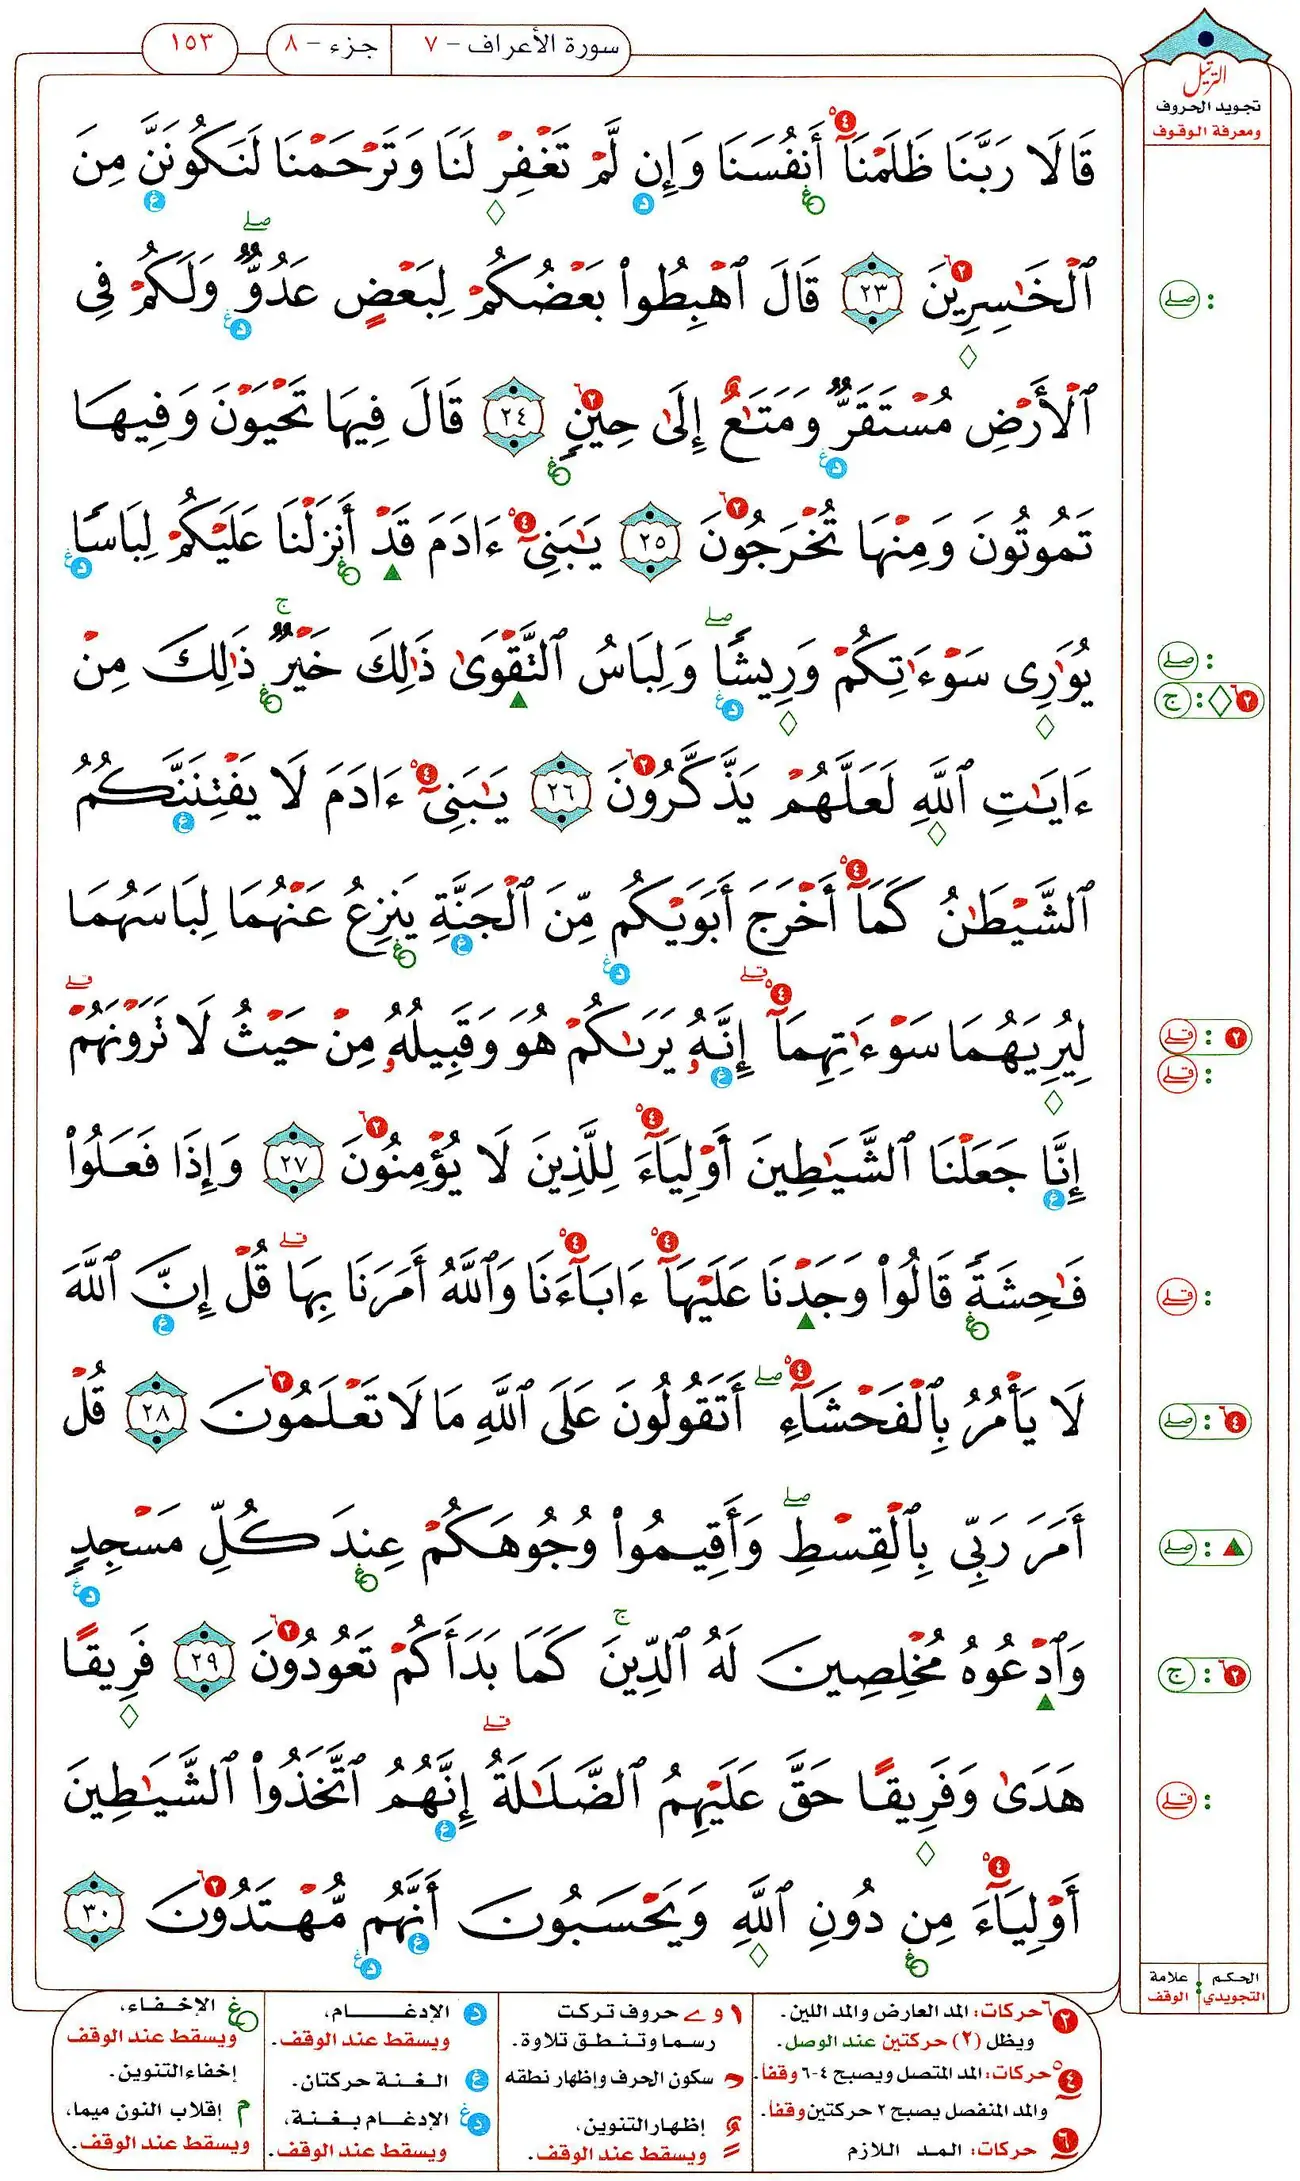 سورة الأعراف - ٧ جزء - ٨ ١٥٣
الترتيل
تجويد الحروف
ومعرفة الوقوف
قَالَا رَبَّنَا ظَلَمْنَآ أَنفُسَنَا وَإِن لَّمْ تَغْفِرْ لَنَا وَتَرْحَمْنَا لَنَكُونَنَّ مِنَ
ٱلْخَٰسِرِينَ ٢٣ قَالَ ٱهْبِطُوا۟ بَعْضُكُمْ لِبَعْضٍ عَدُوٌّ ۖ وَلَكُمْ فِى
ٱلْأَرْضِ مُسْتَقَرٌّ وَمَتَٰعٌ إِلَىٰ حِينٍ ٢٤ قَالَ فِيهَا تَحْيَوْنَ وَفِيهَا
تَمُوتُونَ وَمِنْهَا تُخْرَجُونَ ٢٥ يَٰبَنِىٓ ءَادَمَ قَدْ أَنزَلْنَا عَلَيْكُمْ لِبَاسًا
يُوَٰرِى سَوْءَٰتِكُمْ وَرِيشًا ۖ وَلِبَاسُ ٱلتَّقْوَىٰ ذَٰلِكَ خَيْرٌ ۚ ذَٰلِكَ مِنْ
ءَايَٰتِ ٱللَّهِ لَعَلَّهُمْ يَذَّكَّرُونَ ٢٦ يَٰبَنِىٓ ءَادَمَ لَا يَفْتِنَنَّكُمُ
ٱلشَّيْطَٰنُ كَمَآ أَخْرَجَ أَبَوَيْكُم مِّنَ ٱلْجَنَّةِ يَنزِعُ عَنْهُمَا لِبَاسَهُمَا
لِيُرِيَهُمَا سَوْءَٰتِهِمَآ ۗ إِنَّهُۥ يَرَىٰكُمْ هُوَ وَقَبِيلُهُۥ مِنْ حَيْثُ لَا تَرَوْنَهُمْ ۗ
إِنَّا جَعَلْنَا ٱلشَّيَٰطِينَ أَوْلِيَآءَ لِلَّذِينَ لَا يُؤْمِنُونَ ٢٧ وَإِذَا فَعَلُوا۟
فَٰحِشَةً قَالُوا۟ وَجَدْنَا عَلَيْهَآ ءَابَآءَنَا وَٱللَّهُ أَمَرَنَا بِهَا ۗ قُلْ إِنَّ ٱللَّهَ
لَا يَأْمُرُ بِٱلْفَحْشَآءِ ۖ أَتَقُولُونَ عَلَى ٱللَّهِ مَا لَا تَعْلَمُونَ ٢٨ قُلْ
أَمَرَ رَبِّى بِٱلْقِسْطِ ۖ وَأَقِيمُوا۟ وُجُوهَكُمْ عِندَ كُلِّ مَسْجِدٍ
وَٱدْعُوهُ مُخْلِصِينَ لَهُ ٱلدِّينَ ۚ كَمَا بَدَأَكُمْ تَعُودُونَ ٢٩ فَرِيقًا
هَدَىٰ وَفَرِيقًا حَقَّ عَلَيْهِمُ ٱلضَّلَٰلَةُ ۗ إِنَّهُمُ ٱتَّخَذُوا۟ ٱلشَّيَٰطِينَ
أَوْلِيَآءَ مِن دُونِ ٱللَّهِ وَيَحْسَبُونَ أَنَّهُم مُّهْتَدُونَ ٣٠
الحكم التجويدي : علامة الوقف
٢ ٦ حركات: المد العارض والمد اللين.
ويظل (٢) حركتين عند الوصل.
٤ ٥ حركات: المد المتصل ويصبح ٤-٦ وقفا.
والمد المنفصل يصبح ٢ حركتين وقفا.
٦ حركات: المد اللازم
ا و ے حروف تركت
رسما وتنطق تلاوة.
سكون الحرف وإظهار نطقه
إظهار التنوين،
ويسقط عند الوقف.
د الإدغام،
ويسقط عند الوقف.
غ الغنة حركتان.
د غ الإدغام بغنة،
ويسقط عند الوقف.
غ الإخفاء،
ويسقط عند الوقف
إخفاء التنوين.
م إقلاب النون ميما،
ويسقط عند الوقف.